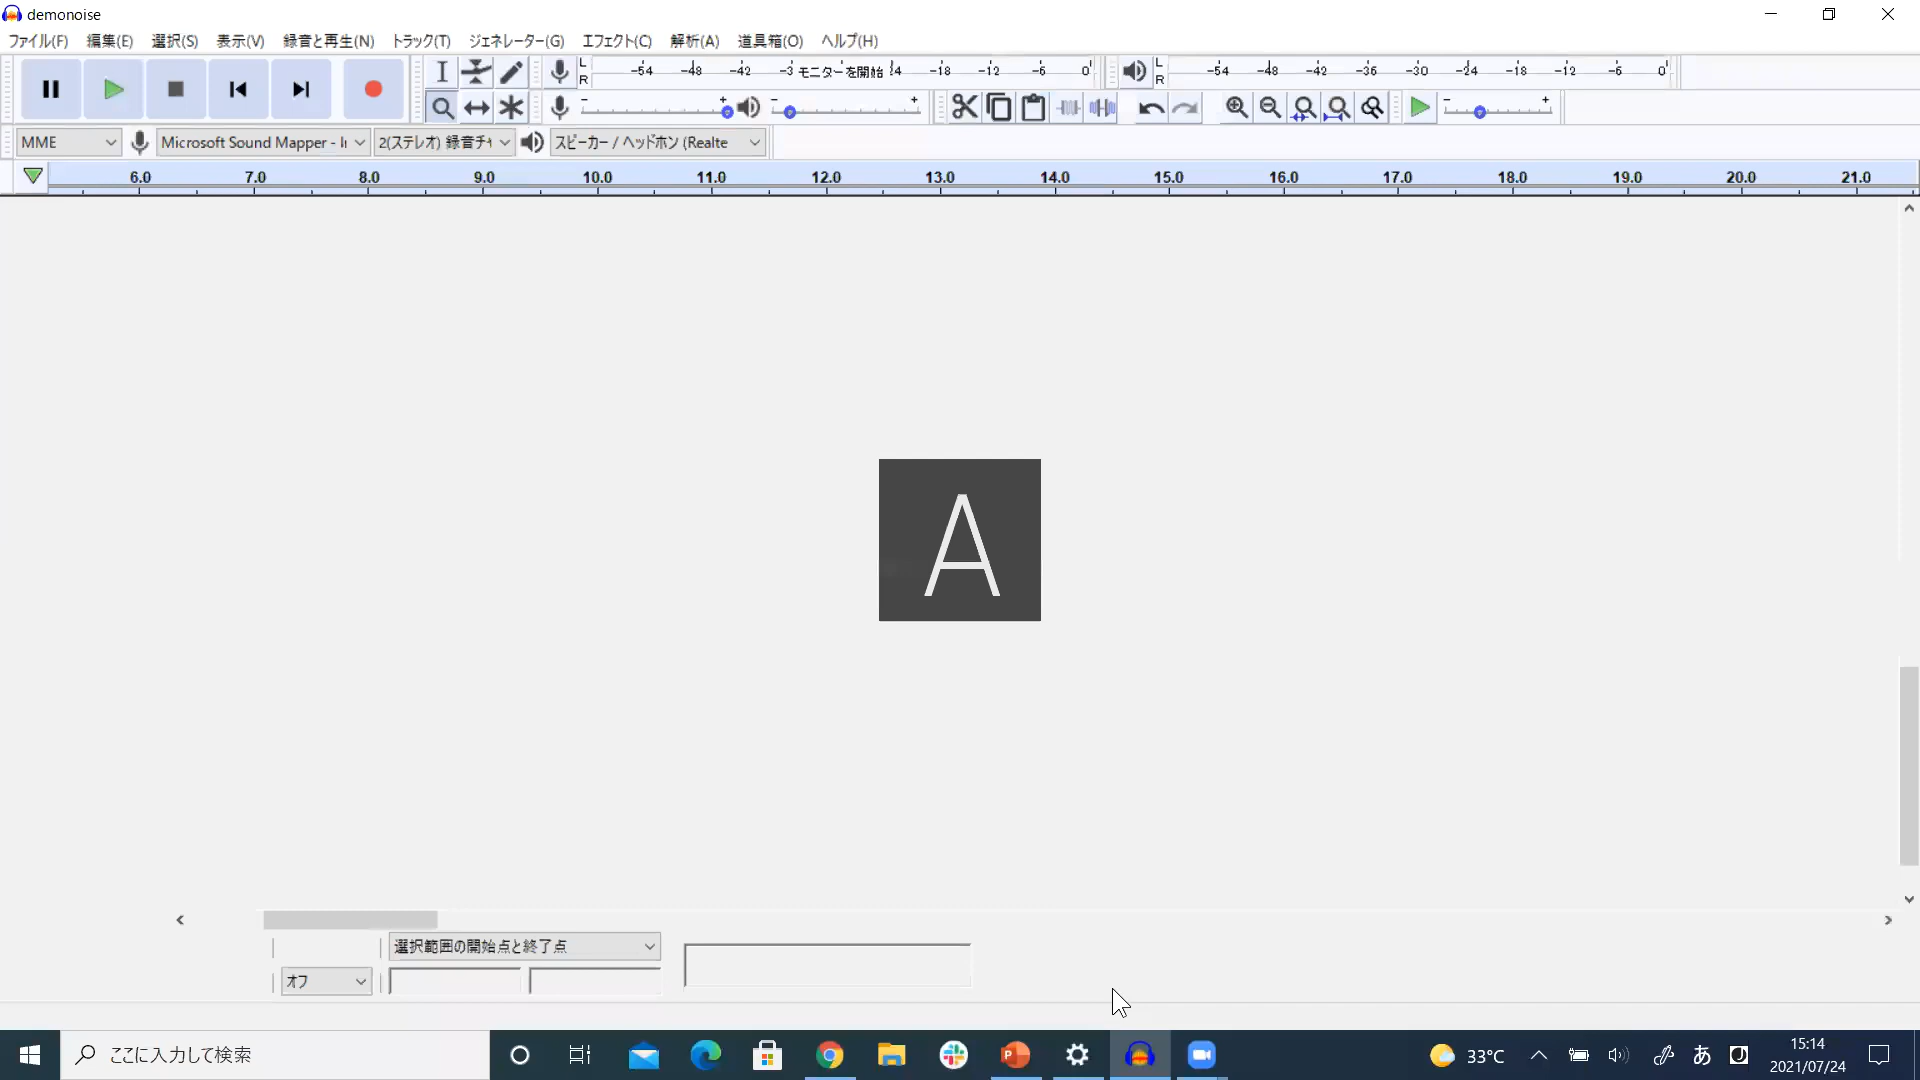 demonoise
ファイル(F) 編集(E) 選択(S) 表示(V) 録音と再生(N) トラック(T) ジェネレーター(G) エフェクト(C) 解析(A) 道具箱(O) ヘルプ(H)
L -54 -48 -42 -3 モニターを開始 24 -18 -12 -6 0 L -54 -48 -42 -36 -30 -24 -18 -12 -6 0
R R
- + - + - +
MME Microsoft Sound Mapper - I 2(ステレオ) 録音チャ スピーカー / ヘッドホン (Realte
6.0 7.0 8.0 9.0 10.0 11.0 12.0 13.0 14.0 15.0 16.0 17.0 18.0 19.0 20.0 21.0
A
選択範囲の開始点と終了点
オフ
ここに入力して検索
33°C
あ
15:14
2021/07/24